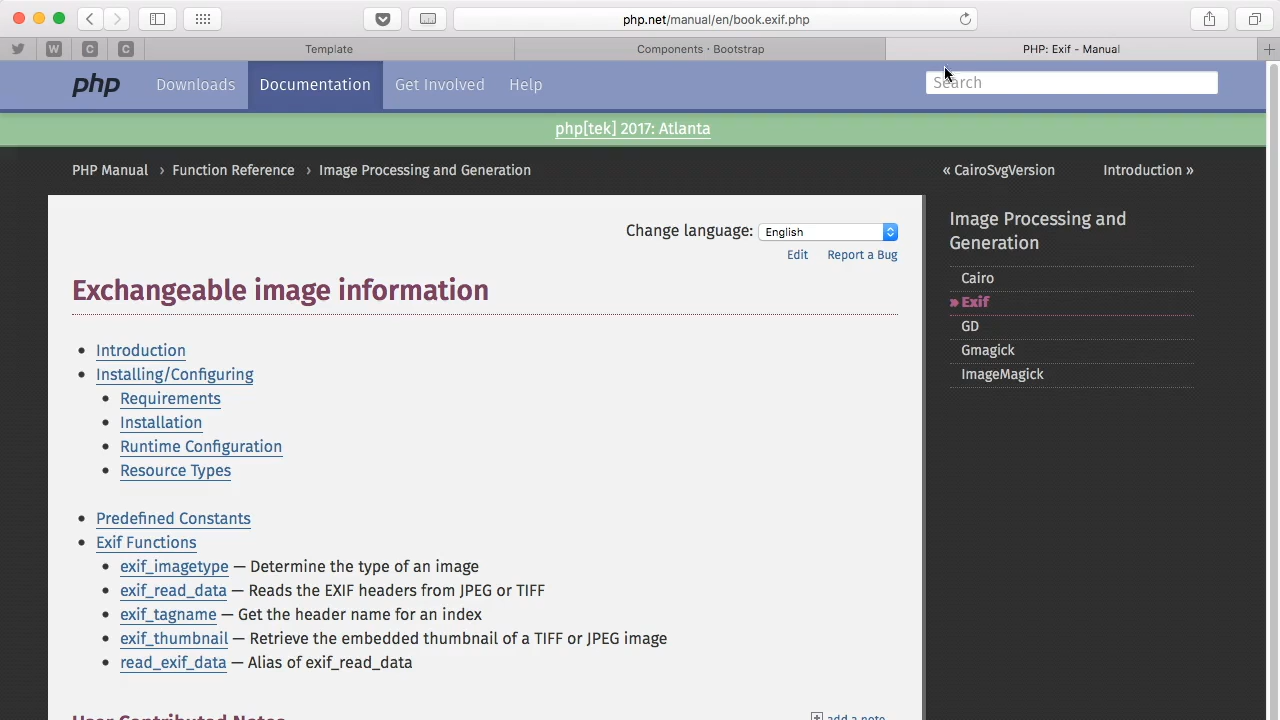 php.net/manual/en/book.exif.php
W
C
C
Template
Components · Bootstrap
PHP: Exif - Manual
php
Downloads
Documentation
Get Involved
Help
Search
php[tek] 2017: Atlanta
PHP Manual › Function Reference › Image Processing and Generation
« CairoSvgVersion
Introduction »
Change language: English
Edit
Report a Bug
Exchangeable image information
• Introduction
• Installing/Configuring
• Requirements
• Installation
• Runtime Configuration
• Resource Types
• Predefined Constants
• Exif Functions
• exif_imagetype — Determine the type of an image
• exif_read_data — Reads the EXIF headers from JPEG or TIFF
• exif_tagname — Get the header name for an index
• exif_thumbnail — Retrieve the embedded thumbnail of a TIFF or JPEG image
• read_exif_data — Alias of exif_read_data
User Contributed Notes
add a note
Image Processing and
Generation
Cairo
» Exif
GD
Gmagick
ImageMagick